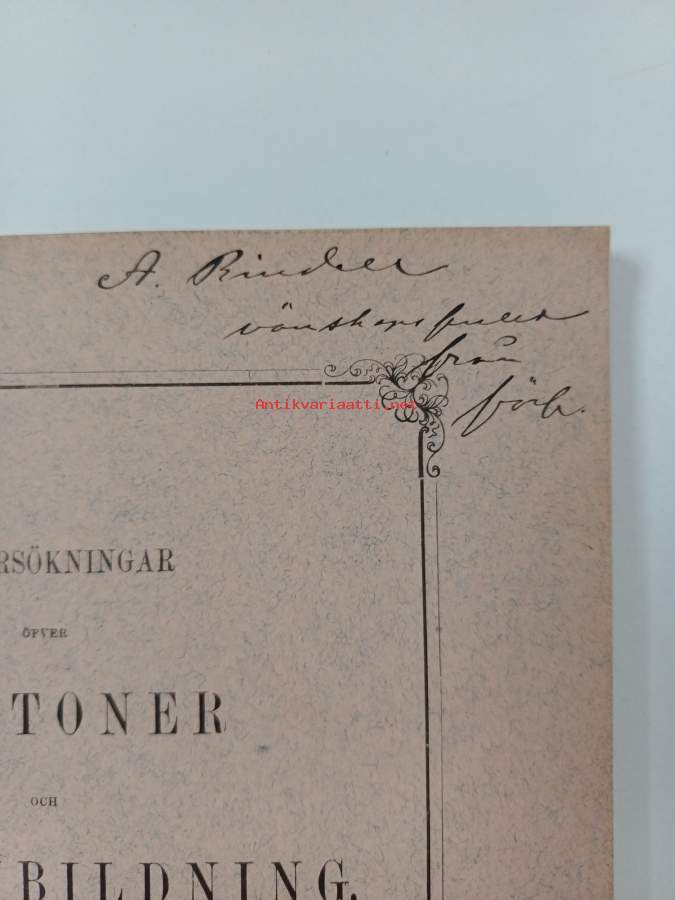 A. Rindell
vänskapsfullt
från
förf.
Antikvariaatti.net
RSÖKNINGAR
ÖFVER
TONER
OCH
BILDNING.